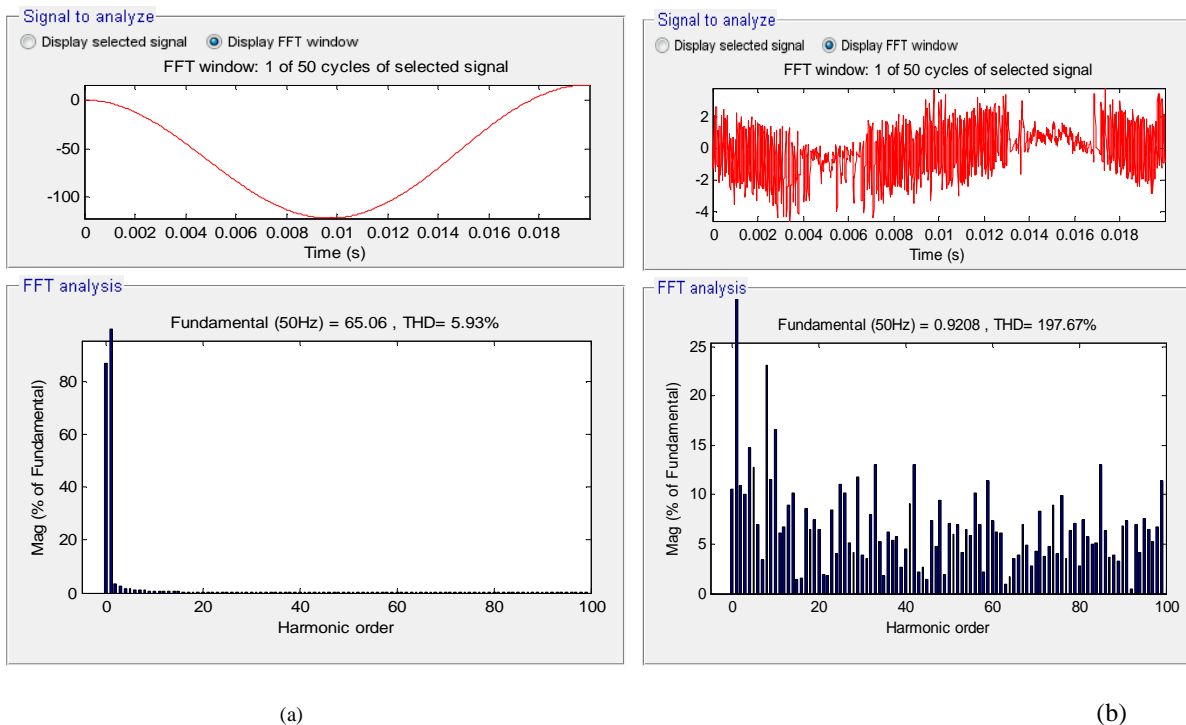 Signal to analyze
Display selected signal Display FFT window
FFT window: 1 of 50 cycles of selected signal
0
-50
-100
0 0.002 0.004 0.006 0.008 0.01 0.012 0.014 0.016 0.018
Time (s)
FFT analysis
Fundamental (50Hz) = 65.06 , THD= 5.93%
80
60
40
20
0
Mag (% of Fundamental)
0 20 40 60 80 100
Harmonic order
(a)
Signal to analyze
Display selected signal Display FFT window
FFT window: 1 of 50 cycles of selected signal
2
0
-2
-4
0 0.002 0.004 0.006 0.008 0.01 0.012 0.014 0.016 0.018
Time (s)
FFT analysis
Fundamental (50Hz) = 0.9208 , THD= 197.67%
25
20
15
10
5
0
Mag (% of Fundamental)
0 20 40 60 80 100
Harmonic order
(b)